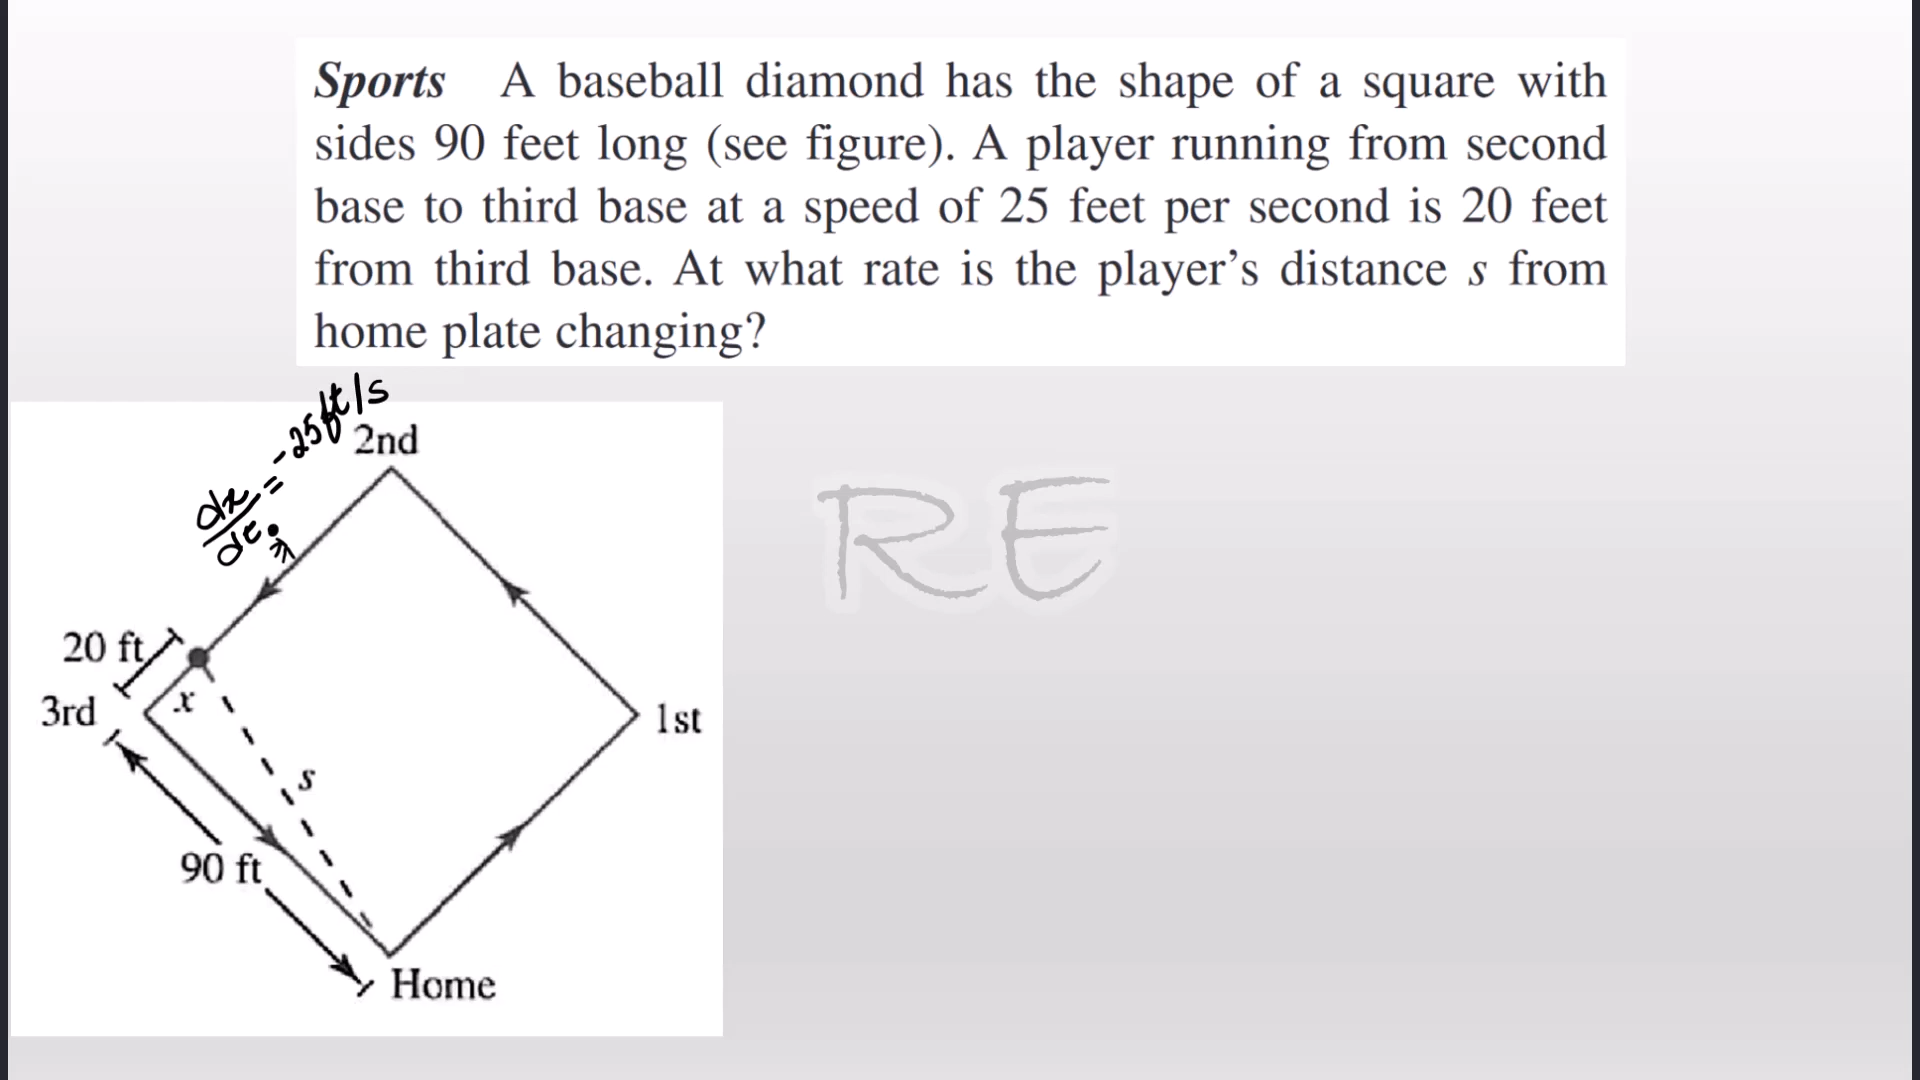 Sports A baseball diamond has the shape of a square with
sides 90 feet long (see figure). A player running from second
base to third base at a speed of 25 feet per second is 20 feet
from third base. At what rate is the player’s distance s from
home plate changing?
dx/dt = -25ft/s
2nd
20 ft
x
3rd
1st
s
90 ft
Home
RE